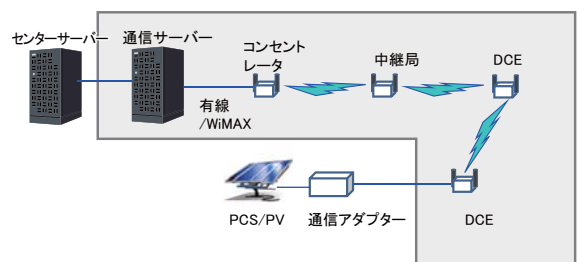 センターサーバー
通信サーバー
コンセント
レータ
中継局
DCE
有線
/WiMAX
PCS/PV
通信アダプター
DCE